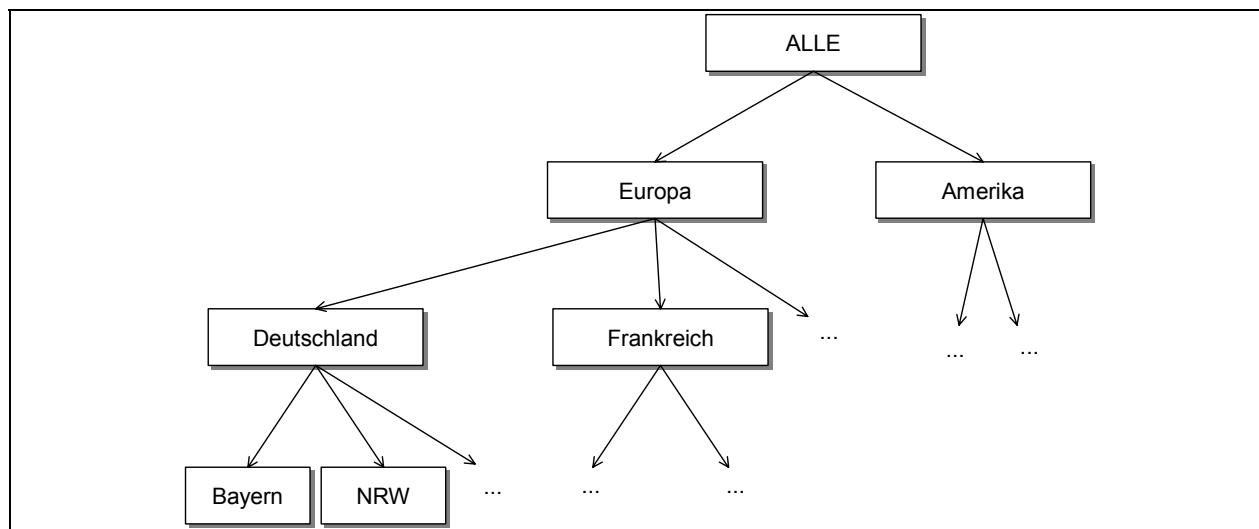 ALLE
Europa
Amerika
Deutschland
Frankreich
...
...
...
Bayern
NRW
...
...
...